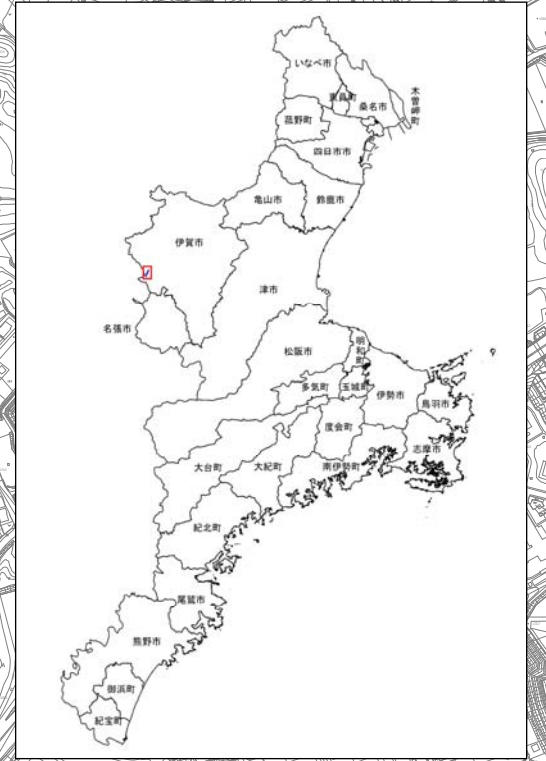 いなべ市
東員町
桑名市
木曽岬町
菰野町
四日市市
亀山市
鈴鹿市
伊賀市
津市
名張市
松阪市
明和町
多気町
玉城町
伊勢市
鳥羽市
度会町
志摩市
大台町
大紀町
南伊勢町
紀北町
尾鷲市
熊野市
御浜町
紀宝町